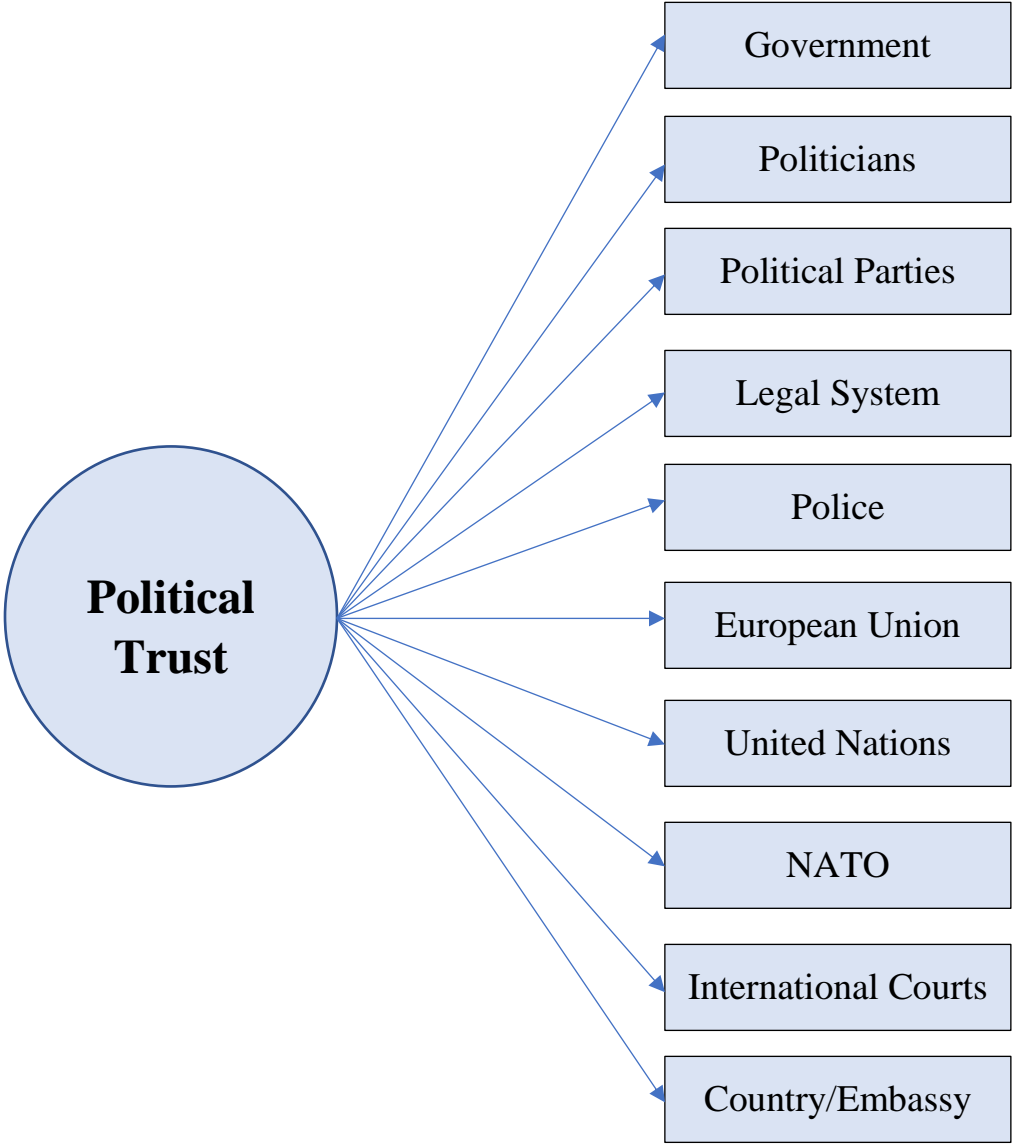 Government
Politicians
Political Parties
Legal System
Police
Political
Trust
European Union
United Nations
NATO
International Courts
Country/Embassy